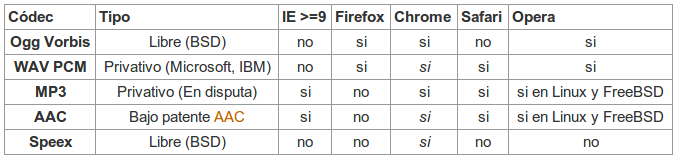 Códec Tipo IE >=9 Firefox Chrome Safari Opera
Ogg Vorbis Libre (BSD) no si si no si
WAV PCM Privativo (Microsoft, IBM) no si si si si
MP3 Privativo (En disputa) si no si si si en Linux y FreeBSD
AAC Bajo patente AAC si no si si si en Linux y FreeBSD
Speex Libre (BSD) no no si no no